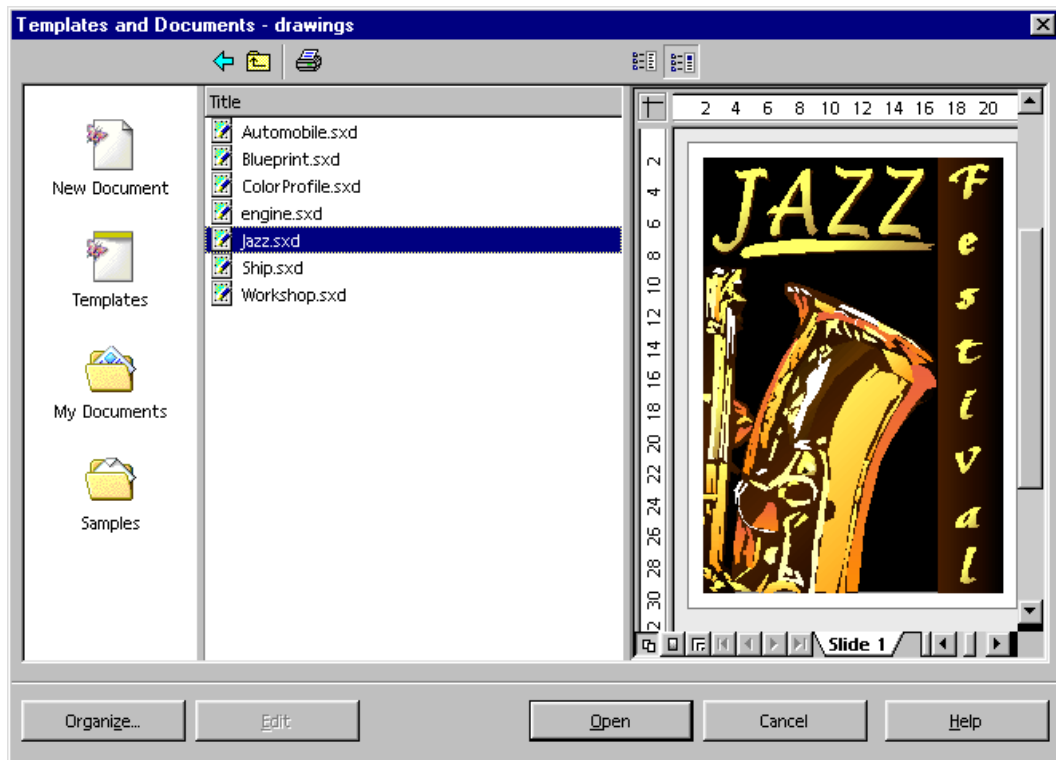 Templates and Documents - drawings
Title
Automobile.sxd
Blueprint.sxd
ColorProfile.sxd
engine.sxd
Jazz.sxd
Ship.sxd
Workshop.sxd
New Document
Templates
My Documents
Samples
2 4 6 8 10 12 14 16 18 20
2
4
6
8
10
12
14
16
18
20
22
24
26
28
30
JAZZ
Festival
Slide 1
Organize...
Edit
Open
Cancel
Help